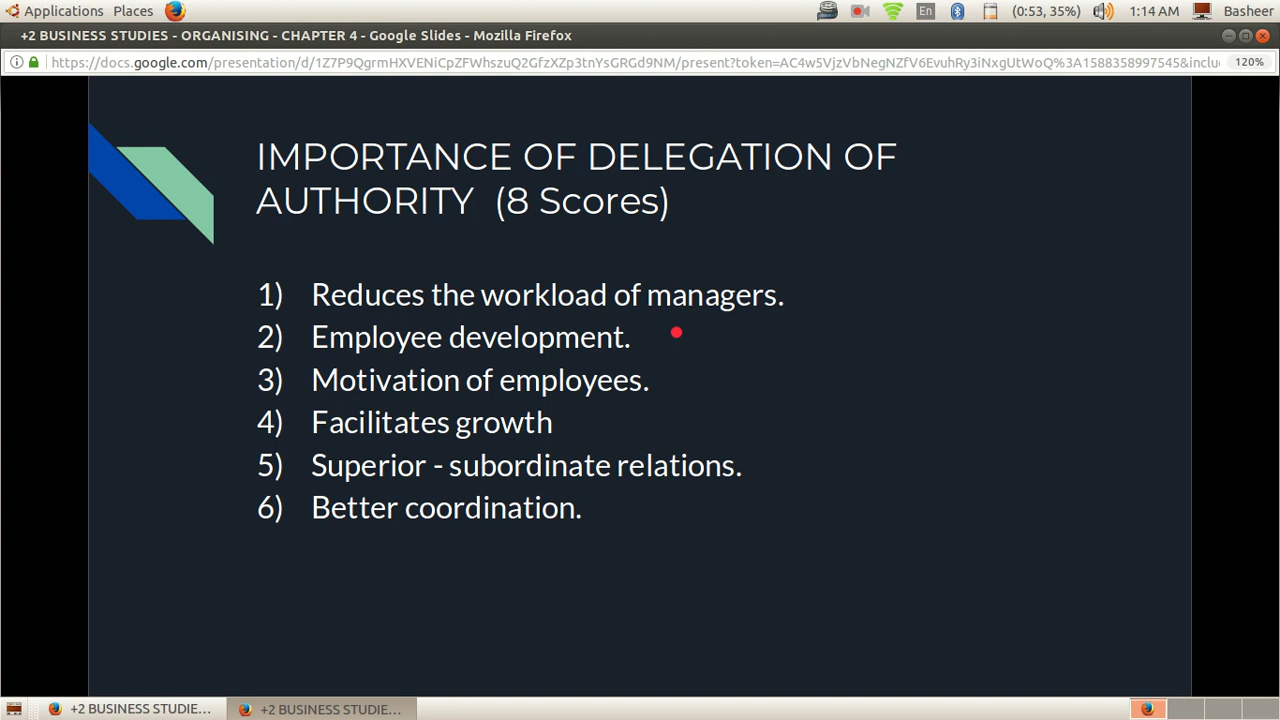 Applications Places En (0:53, 35%) 1:14 AM Basheer
+2 BUSINESS STUDIES - ORGANISING - CHAPTER 4 - Google Slides - Mozilla Firefox
https://docs.google.com/presentation/d/1Z7P9QgrmHXVENiCpZFWhszuQ2GfzXZp3tnYsGRGd9NM/present?token=AC4w5VjzVbNegNZfV6EvuhRy3iNxgUtWoQ%3A1588358997545&inclu 120%
IMPORTANCE OF DELEGATION OF
AUTHORITY (8 Scores)
1) Reduces the workload of managers.
2) Employee development.
3) Motivation of employees.
4) Facilitates growth
5) Superior - subordinate relations.
6) Better coordination.
+2 BUSINESS STUDIE... +2 BUSINESS STUDIE...